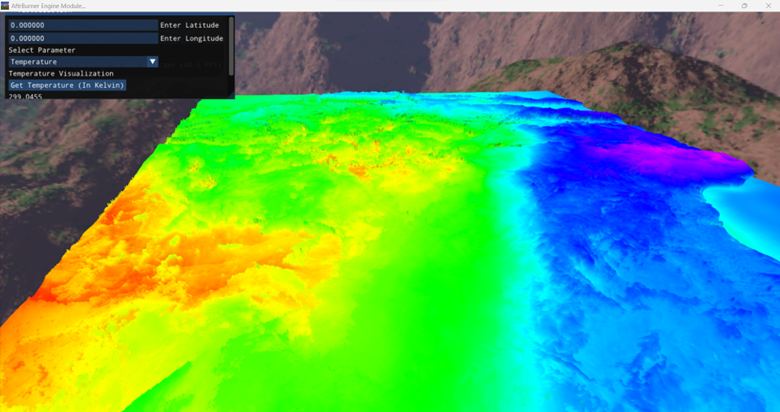 AftrBurner Engine Module...
0.000000 Enter Latitude
0.000000 Enter Longitude
Select Parameter
Temperature
Temperature Visualization
Get Temperature (In Kelvin)
299.0455